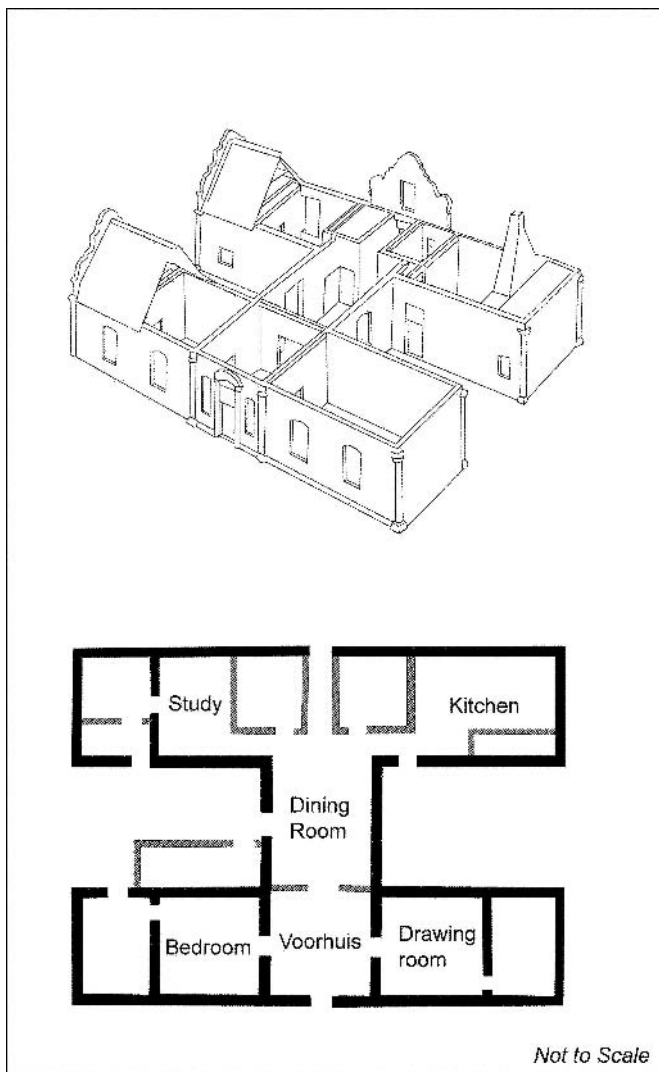 Study
Kitchen
Dining
Room
Bedroom
Voorhuis
Drawing
room
Not to Scale